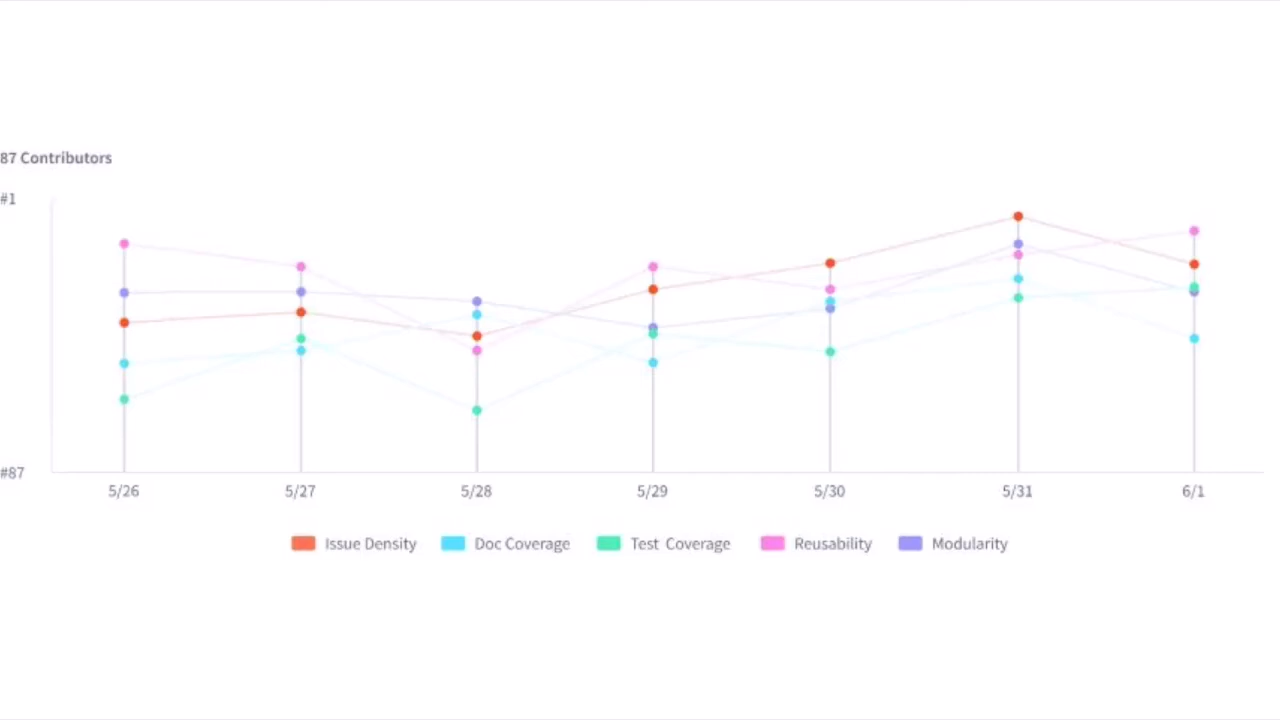 87 Contributors
#1
#87
5/26 5/27 5/28 5/29 5/30 5/31 6/1
Issue Density Doc Coverage Test Coverage Reusability Modularity